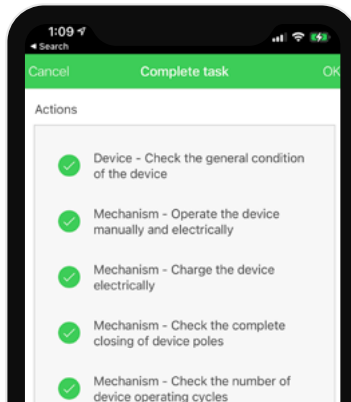 1:09
Search
Cancel Complete task OK
Actions
Device - Check the general condition
of the device
Mechanism - Operate the device
manually and electrically
Mechanism - Charge the device
electrically
Mechanism - Check the complete
closing of device poles
Mechanism - Check the number of
device operating cycles